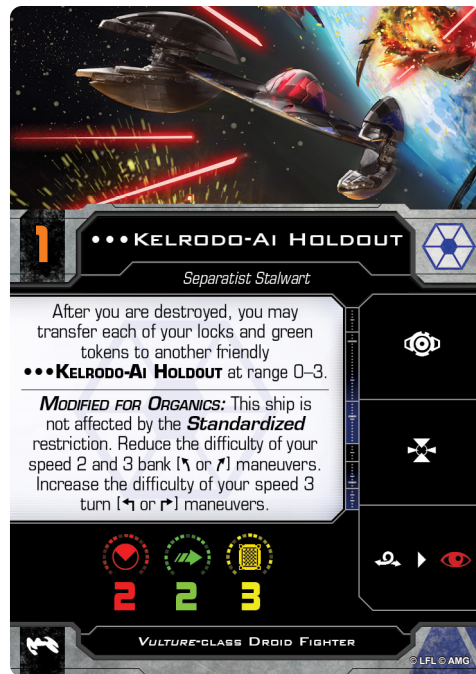 1
•••Kelrodo-Ai Holdout
Separatist Stalwart
After you are destroyed, you may
transfer each of your locks and green
tokens to another friendly
•••Kelrodo-Ai Holdout at range 0–3.
Modified for Organics: This ship is
not affected by the Standardized
restriction. Reduce the difficulty of your
speed 2 and 3 bank [↖ or ↗] maneuvers.
Increase the difficulty of your speed 3
turn [↰ or ↱] maneuvers.
2 2 3
Vulture-class Droid Fighter
© LFL © AMG